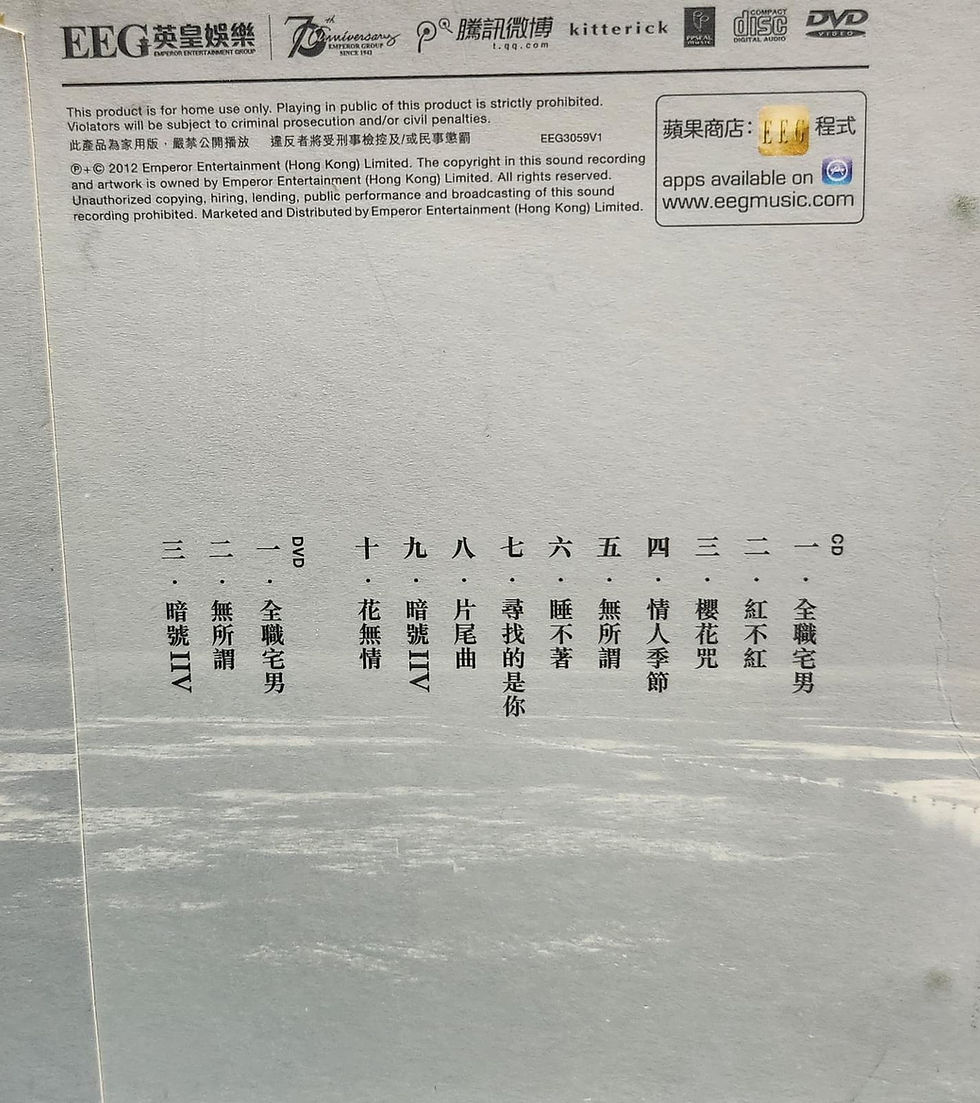 EEG 英皇娛樂
EMPEROR ENTERTAINMENT GROUP
70th Anniversary
EMPEROR GROUP
SINCE 1942
騰訊微博
t.qq.com
kitterick
PPSEAL
music
COMPACT
disc
DIGITAL AUDIO
DVD
VIDEO
This product is for home use only. Playing in public of this product is strictly prohibited.
Violators will be subject to criminal prosecution and/or civil penalties.
此產品為家用版，嚴禁公開播放 違反者將受刑事檢控及/或民事懲罰 EEG3059V1
℗+© 2012 Emperor Entertainment (Hong Kong) Limited. The copyright in this sound recording
and artwork is owned by Emperor Entertainment (Hong Kong) Limited. All rights reserved.
Unauthorized copying, hiring, lending, public performance and broadcasting of this sound
recording prohibited. Marketed and Distributed by Emperor Entertainment (Hong Kong) Limited.
蘋果商店：EEG 程式
apps available on
www.eegmusic.com
CD
一．全職宅男
二．紅不紅
三．櫻花咒
四．情人季節
五．無所謂
六．睡不著
七．尋找的是你
八．片尾曲
九．暗號IIV
十．花無情
DVD
一．全職宅男
二．無所謂
三．暗號IIV